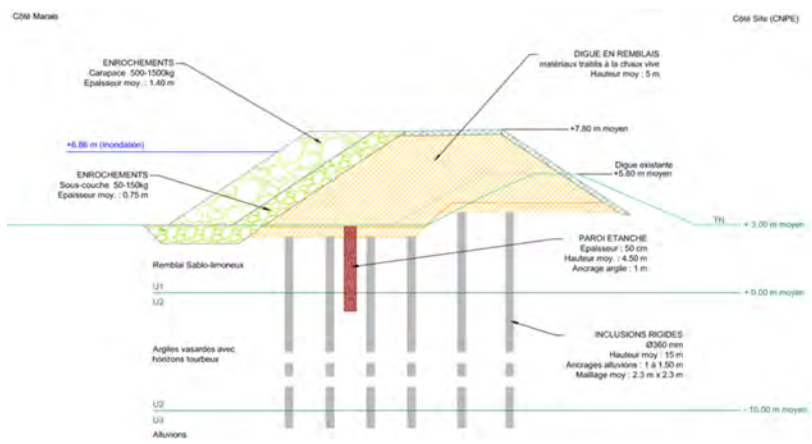 Côté Marais
Côté Site (CNPE)
ENROCHEMENTS
Carapace 500-1500kg
Epaisseur moy. : 1.40 m
DIGUE EN REMBLAIS
matériaux traités à la chaux vive
Hauteur moy : 5 m
+7.80 m moyen
+6.86 m (Inondation)
Digue existante
+5.80 m moyen
ENROCHEMENTS
Sous-couche 50-150kg
Epaisseur moy. : 0.75 m
TN
+ 3.00 m moyen
PAROI ETANCHE
Epaisseur : 50 cm
Hauteur moy. : 4.50 m
Ancrage argile : 1 m
Remblai Sablo-limoneux
U1
U2
+ 0.00 m moyen
INCLUSIONS RIGIDES
Ø360 mm
Hauteur moy : 15 m
Ancrages alluvions : 1 à 1.50 m
Maillage moy : 2.3 m x 2.3 m
Argiles vasardes avec
horizons tourbeux
U2
U3
- 10.00 m moyen
Alluvions